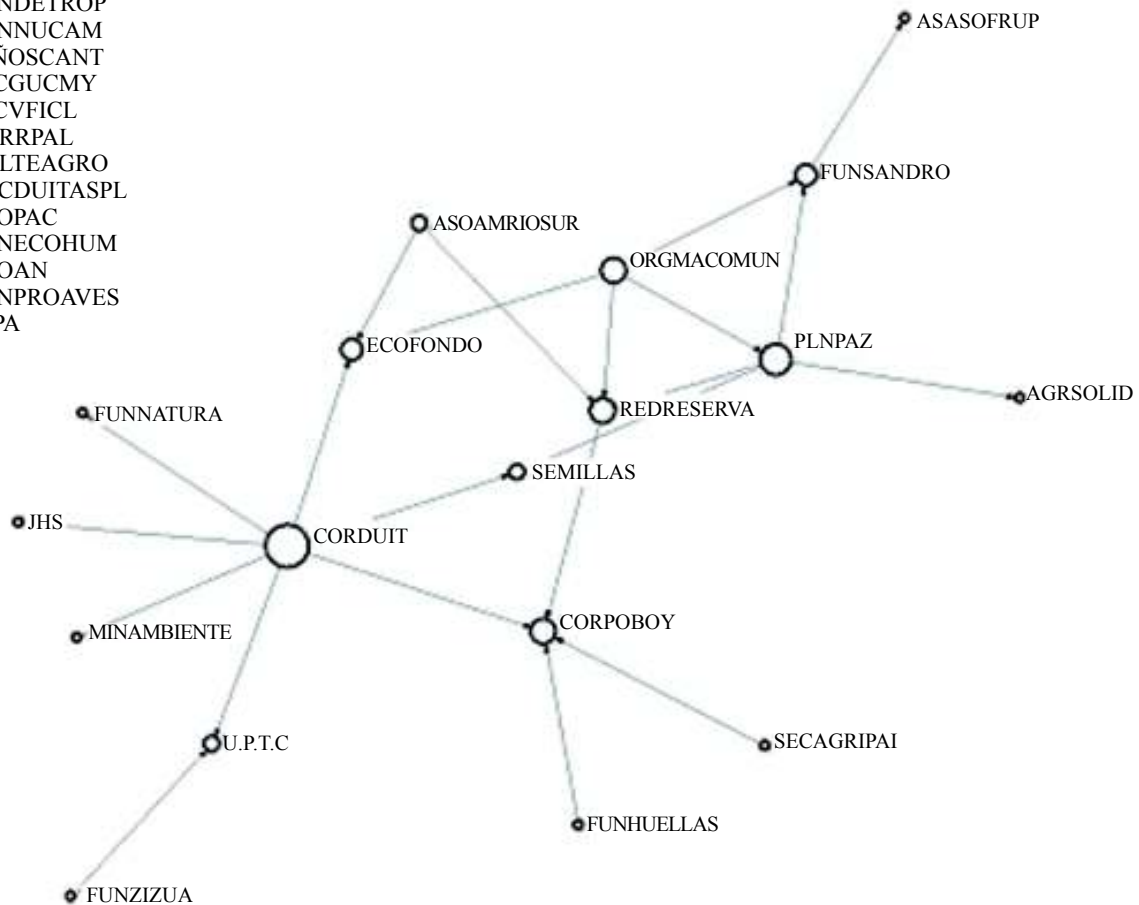 NDETROP
NNUCAM
ÑOSCANT
CGUCMY
CVFICL
RRPAL
LTEAGRO
CDUITASPL
OPAC
NECOHUM
OAN
NPROAVES
PA
ASASOFRUP
FUNSANDRO
ASOAMRIOSUR
ORGMACOMUN
PLNPAZ
ECOFONDO
AGRSOLID
REDRESERVA
FUNNATURA
SEMILLAS
JHS
CORDUIT
CORPOBOY
MINAMBIENTE
U.P.T.C
SECAGRIPAI
FUNHUELLAS
FUNZIZUA